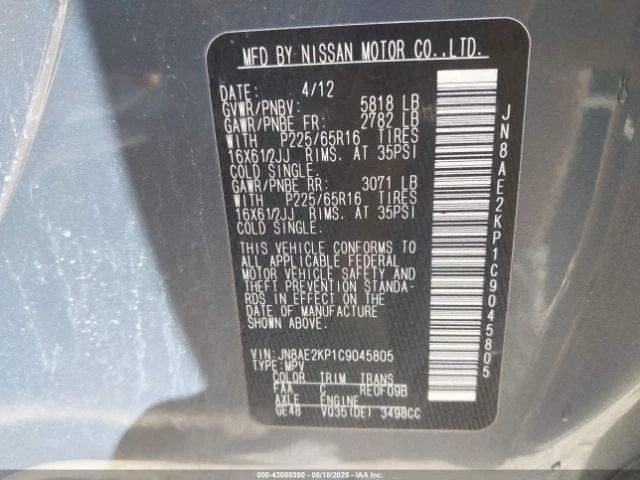 MFD BY NISSAN MOTOR CO.,LTD.
DATE: 4/12
GVWR/PNBV: 5818 LB
GAWR/PNBE FR: 2782 LB
WITH P225/65R16 TIRES
16X61/2JJ RIMS. AT 35PSI
COLD SINGLE.
GAWR/PNBE RR: 3071 LB
WITH P225/65R16 TIRES
16X61/2JJ RIMS. AT 35PSI
COLD SINGLE.
THIS VEHICLE CONFORMS TO
ALL APPLICABLE FEDERAL
MOTOR VEHICLE SAFETY AND
THEFT PREVENTION STANDA-
RDS IN EFFECT ON THE
DATE OF MANUFACTURE
SHOWN ABOVE.
VIN: JN8AE2KP1C9045805
TYPE: MPV
COLOR TRIM TRANS
FAX C RE0F09B
AXLE ENGINE
GE48 VQ35(DE) 3498CC
JN8AE2KP1C9045805
000-43008350 (08/18/2025) - IAAI.COM